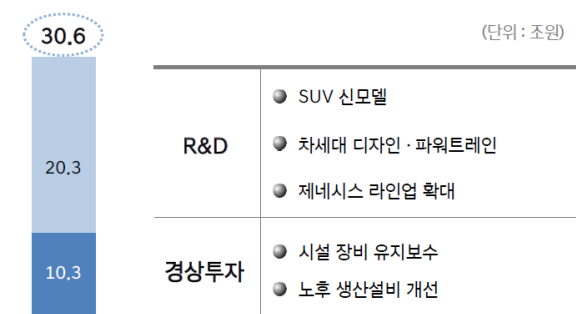 30.6
(단위 : 조원)
20.3
10.3
R&D
SUV 신모델
차세대 디자인 · 파워트레인
제네시스 라인업 확대
경상투자
시설 장비 유지보수
노후 생산설비 개선